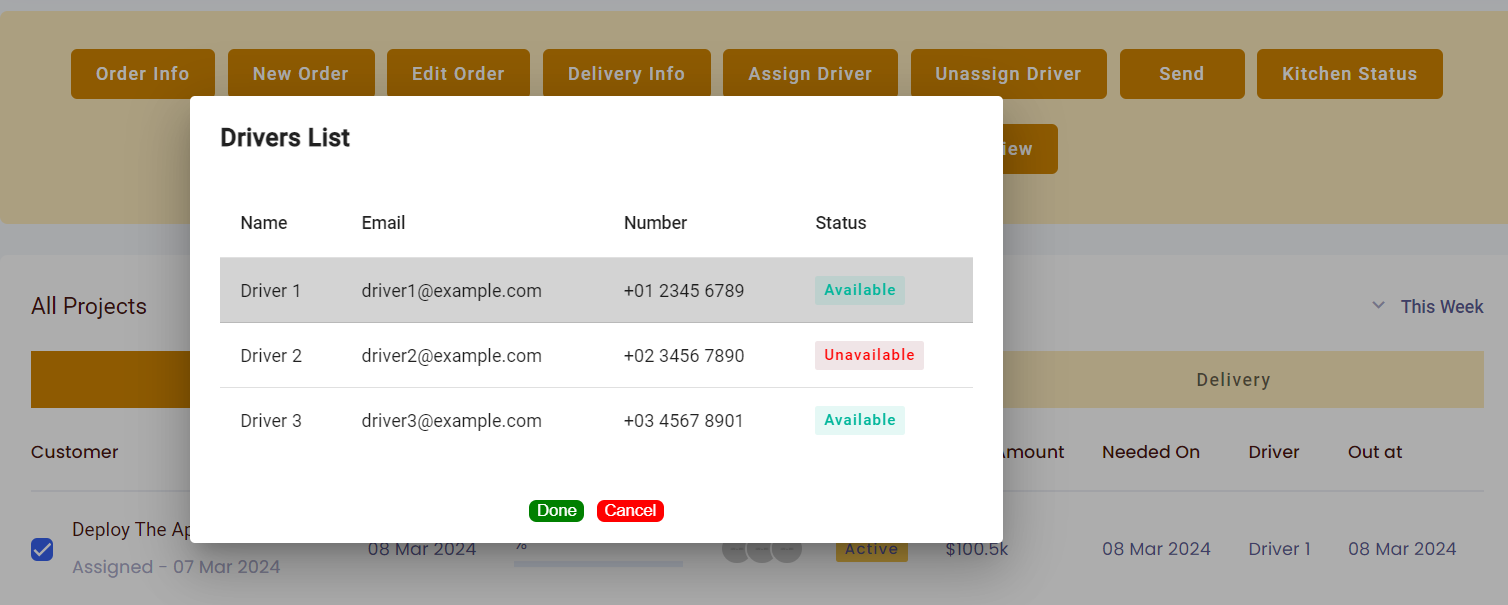 Order Info New Order Edit Order Delivery Info Assign Driver Unassign Driver Send Kitchen Status
Drivers List
Name Email Number Status
Driver 1 driver1@example.com +01 2345 6789 Available
Driver 2 driver2@example.com +02 3456 7890 Unavailable
Driver 3 driver3@example.com +03 4567 8901 Available
Done Cancel
All Projects This Week
Delivery
Customer Amount Needed On Driver Out at
Deploy The
08 Mar 2024 % Active $100.5k 08 Mar 2024 Driver 1 08 Mar 2024
Assigned - 07 Mar 2024